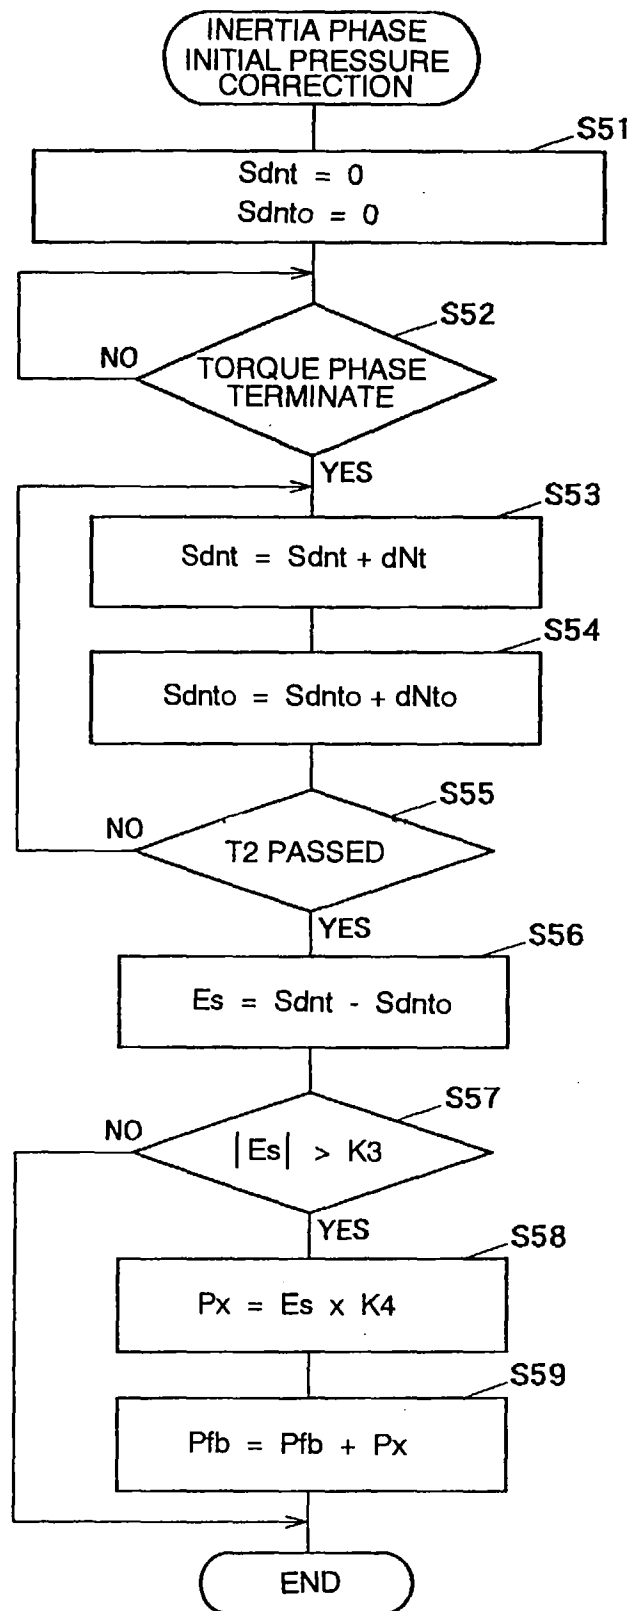 INERTIA PHASE
INITIAL PRESSURE
CORRECTION
S51
Sdnt = 0
Sdnto = 0
S52
NO
TORQUE PHASE
TERMINATE
YES
S53
Sdnt = Sdnt + dNt
S54
Sdnto = Sdnto + dNto
S55
NO
T2 PASSED
YES
S56
Es = Sdnt - Sdnto
S57
NO
|Es| > K3
YES
S58
Px = Es x K4
S59
Pfb = Pfb + Px
END